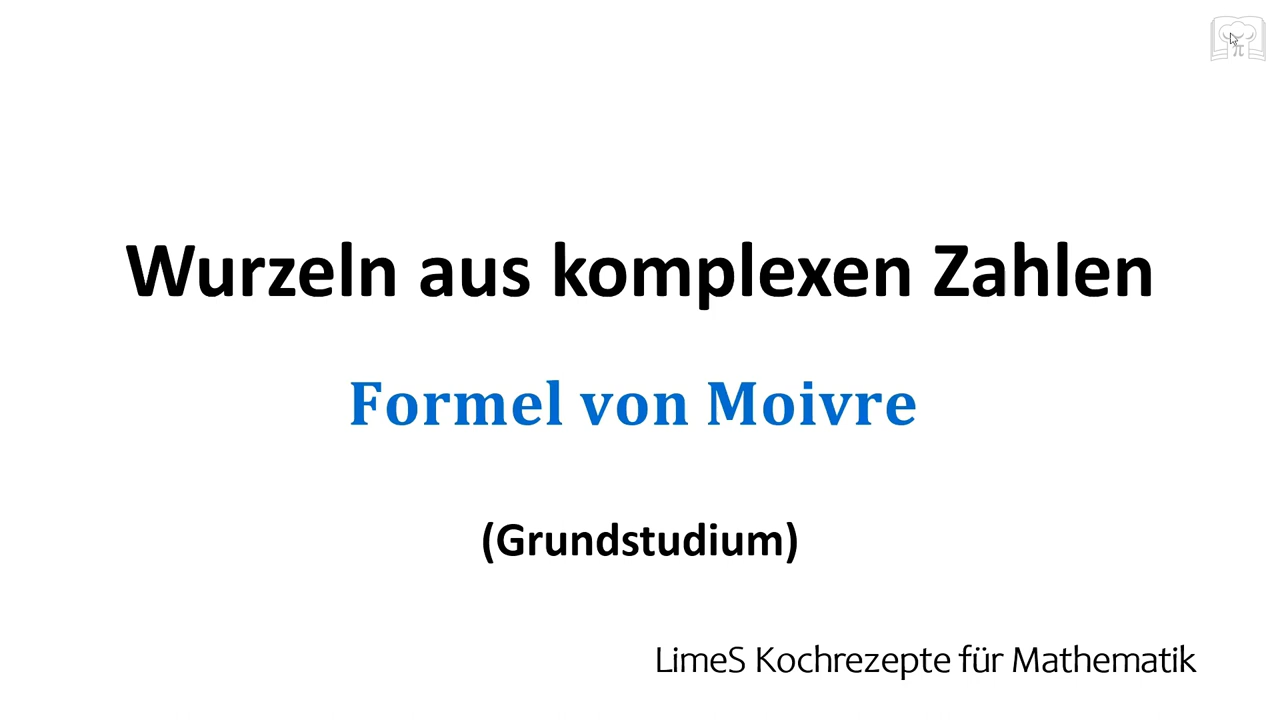 π
Wurzeln aus komplexen Zahlen
Formel von Moivre
(Grundstudium)
LimeS Kochrezepte für Mathematik